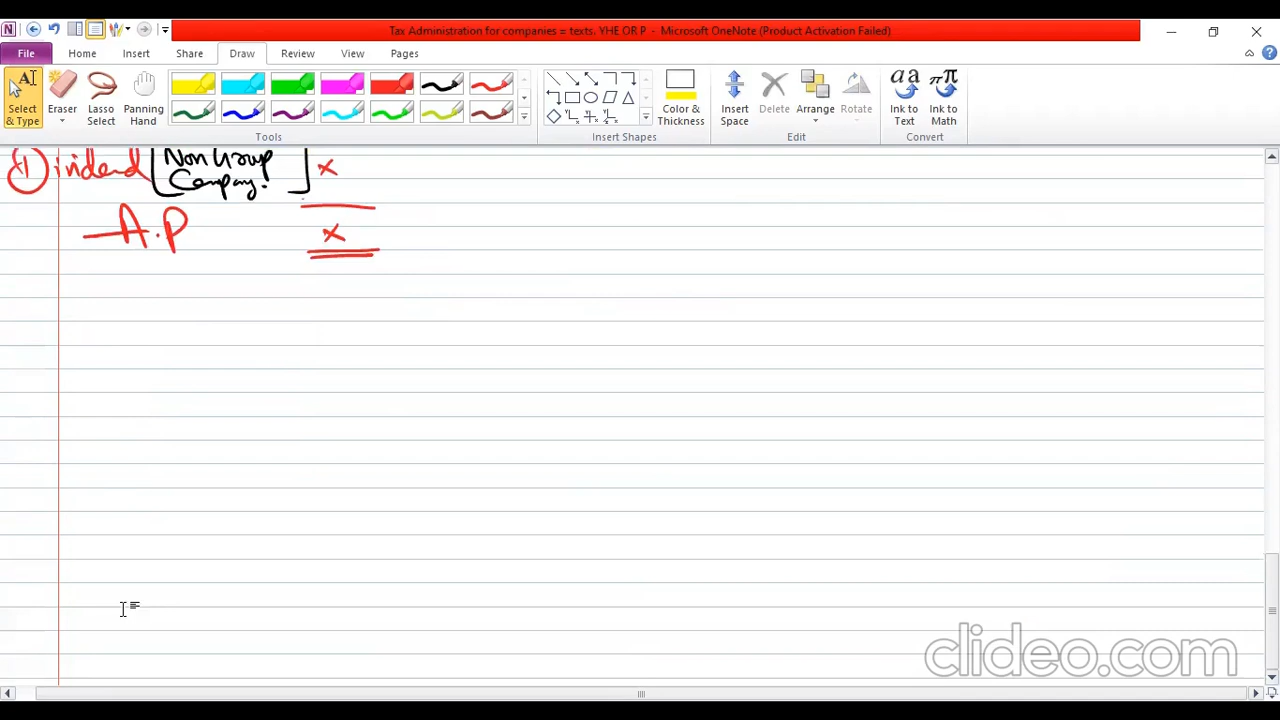 Tax Administration for companies = texts. YHE OR P - Microsoft OneNote (Product Activation Failed)
File Home Insert Share Draw Review View Pages
Select & Type
Eraser
Lasso Select
Panning Hand
Color & Thickness
Insert Space
Delete
Arrange
Rotate
Ink to Text
Ink to Math
Tools
Insert Shapes
Edit
Convert
Dividend [Non Group Company.] x
A.P x
clideo.com